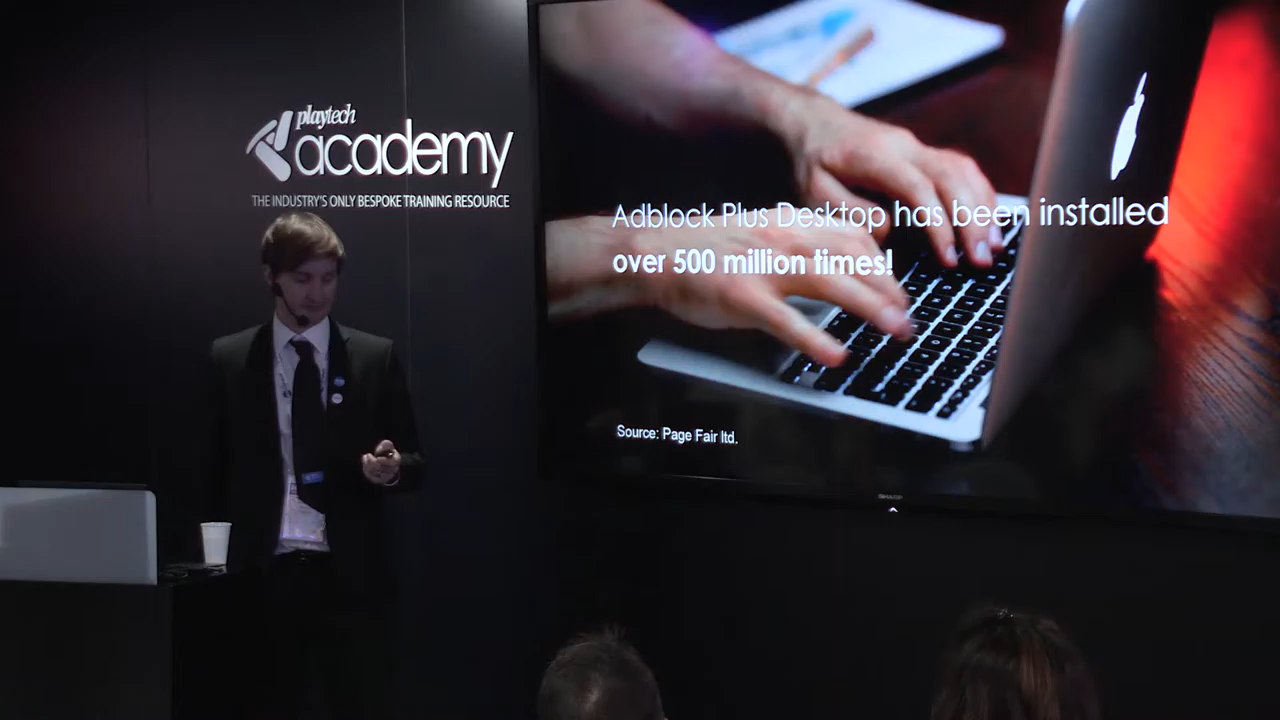 playtech
academy
THE INDUSTRY'S ONLY BESPOKE TRAINING RESOURCE
Adblock Plus Desktop has been installed
over 500 million times!
Source: Page Fair ltd.
SHARP